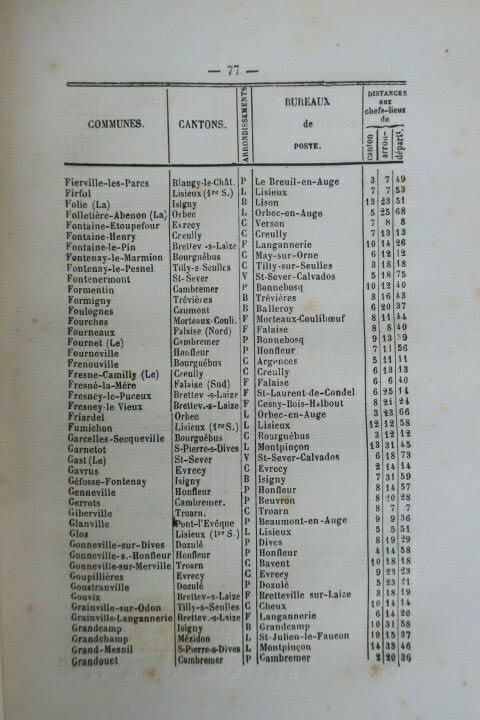 — 77 —
COMMUNES. CANTONS. ARRONDISSEMENTS BUREAUX de POSTE. DISTANCES aux chefs-lieux de canton arron- départt.
Fierville-les-Parcs Blangy-le-Chât. P Le Breuil-en-Auge 3 7 49
Firfol Lisieux (1re S.) L Lisieux 7 7 53
Folie (La) Isigny B Lison 13 23 51
Folletière-Abenon (La) Orbec L Orbec-en-Auge 5 25 68
Fontaine-Etoupefour Evrecy C Verson 7 8 8
Fontaine-Henry Creully C Creully 7 13 13
Fontaine-le-Pin Brettev.-s-Laize F Langannerie 10 14 26
Fontenay-le-Marmion Bourguébus C May-sur-Orne 6 12 12
Fontenay-le-Pesnel Tilly-s-Seulles C Tilly-sur-Seulles 3 18 18
Fontenermont St-Sever V St-Sever-Calvados 5 18 75
Formentin Cambremer P Bonnebosq 10 12 40
Formigny Trévières B Trévières 3 16 43
Foulognes Caumont B Balleroy 6 20 37
Fourches Morteaux-Couli. F Morteaux-Coulibœuf 8 11 44
Fourneaux Falaise (Nord) F Falaise 8 8 40
Fournet (Le) Cambremer P Bonnebosq 9 13
Fourneville Honfleur P Honfleur 7 11 56
Frenouville Bourguébus C Argences 5 11 11
Fresne-Camilly (Le) Creully C Creully 6 13 13
Fresné-la-Mère Falaise (Sud) F Falaise 6 6 40
Fresney-le-Puceux Brettev.-s-Laize F St-Laurent-de-Condel 6 25 14
Fresney-le Vieux Brettev.-s-Laize F Cesny-Bois-Halbout 8 21 24
Friardel Orbec L Orbec-en-Auge 3 23 66
Fumichon Lisieux (1re S.) L Lisieux 12 12 58
Garcelles-Secqueville Bourguébus C Bourguébus 3 12 12
Garnetot S-Pierre-s-Dives L Montpinçon 13 31 45
Gast (Le) St-Sever V St-Sever-Calvados 6 18 73
Gavrus Evrecy C Evrecy 2 14 14
Géfosse-Fontenay Isigny B Isigny 7 31 59
Genneville Honfleur P Honfleur 8 14 57
Gerrots Cambremer. P Beuvron 8 20 28
Giberville Troarn. C Troarn 8 7 7
Glanville Pont-l'Evêque P Beaumont-en-Auge 9 9 36
Glos Lisieux (1re S.) L Lisieux 5 5 51
Gonneville-sur-Dives Dozulé P Dives 8 19 29
Gonneville-s.-Honfleur Honfleur P Honfleur 4 14 58
Gonneville-sur-Merville Troarn C Bavent 10 18 18
Goupillières Evrecy C Evrecy 9 23 23
Goustranville Dozulé P Dozulé 5 23 21
Gouvix Brettev-s-Laize F Bretteville sur-Laize 3 18 19
Grainville-sur-Odon Tilly-s-Seulles C Cheux 10 14 14
Grainville-Langannerie Brettev.-s-Laize F Langannerie 6 14 20
Grandcamp Isigny B Grandcamp 10 31 58
Grandchamp Mézidon L St-Julien-le-Faucon 10 15 37
Grand-Mesnil S-Pierre-s-Dives L Montpinçon 14 33 46
Grandouet Cambremer P Cambremer 2 20 36